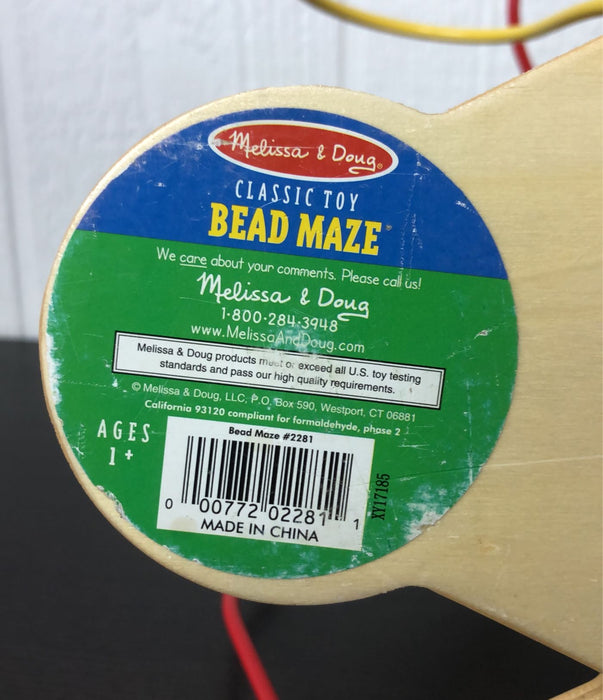 Melissa & Doug®
CLASSIC TOY
BEAD MAZE®
We care about your comments. Please call us!
Melissa & Doug
1-800-284-3948
www.MelissaAndDoug.com
Melissa & Doug products must or exceed all U.S. toy testing
standards and pass our high quality requirements.
© Melissa & Doug, LLC, P.O. Box 590, Westport, CT 06881
California 93120 compliant for formaldehyde, phase 2
AGES
1+
Bead Maze #2281
0 00772 02281 1
MADE IN CHINA
XY17185